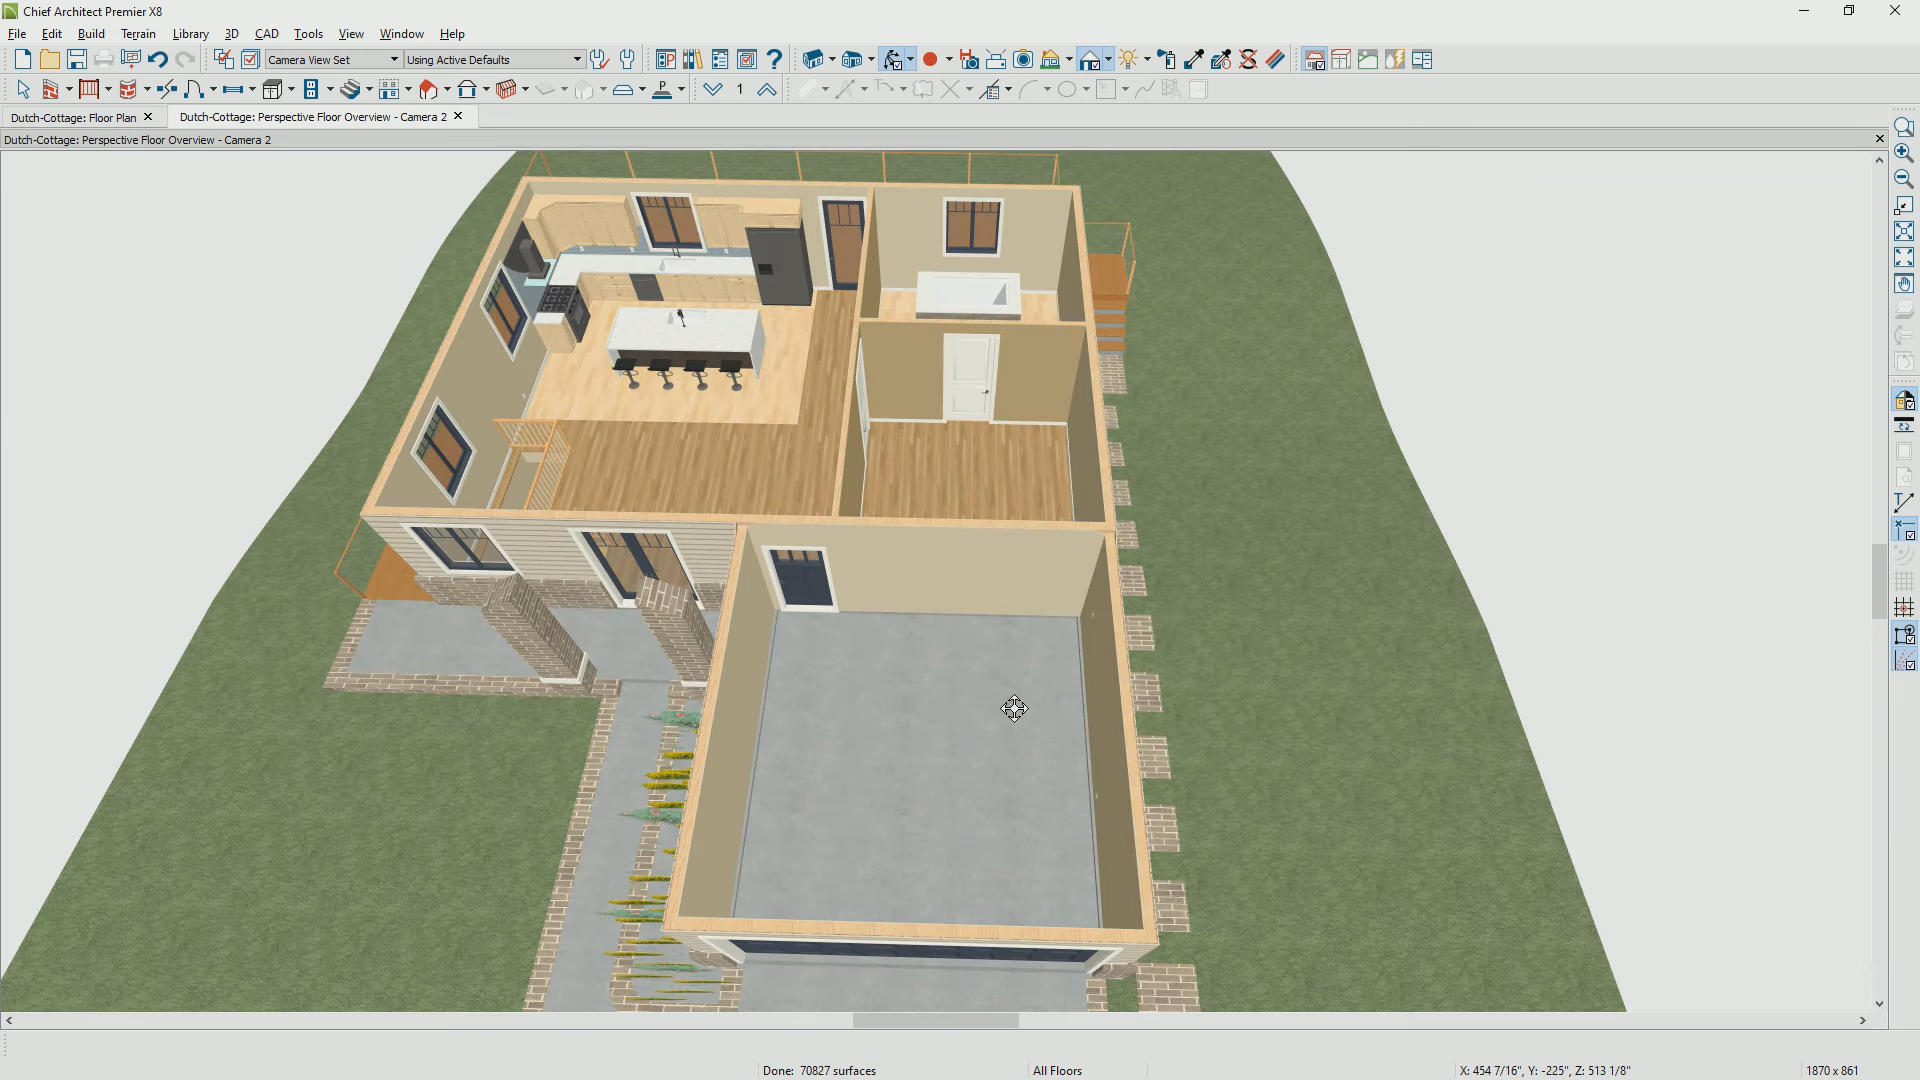 Chief Architect Premier X8
File Edit Build Terrain Library 3D CAD Tools View Window Help
Camera View Set Using Active Defaults
1
Dutch-Cottage: Floor Plan Dutch-Cottage: Perspective Floor Overview - Camera 2
Dutch-Cottage: Perspective Floor Overview - Camera 2
Done: 70827 surfaces All Floors X: 454 7/16", Y: -225", Z: 513 1/8" 1870 x 861